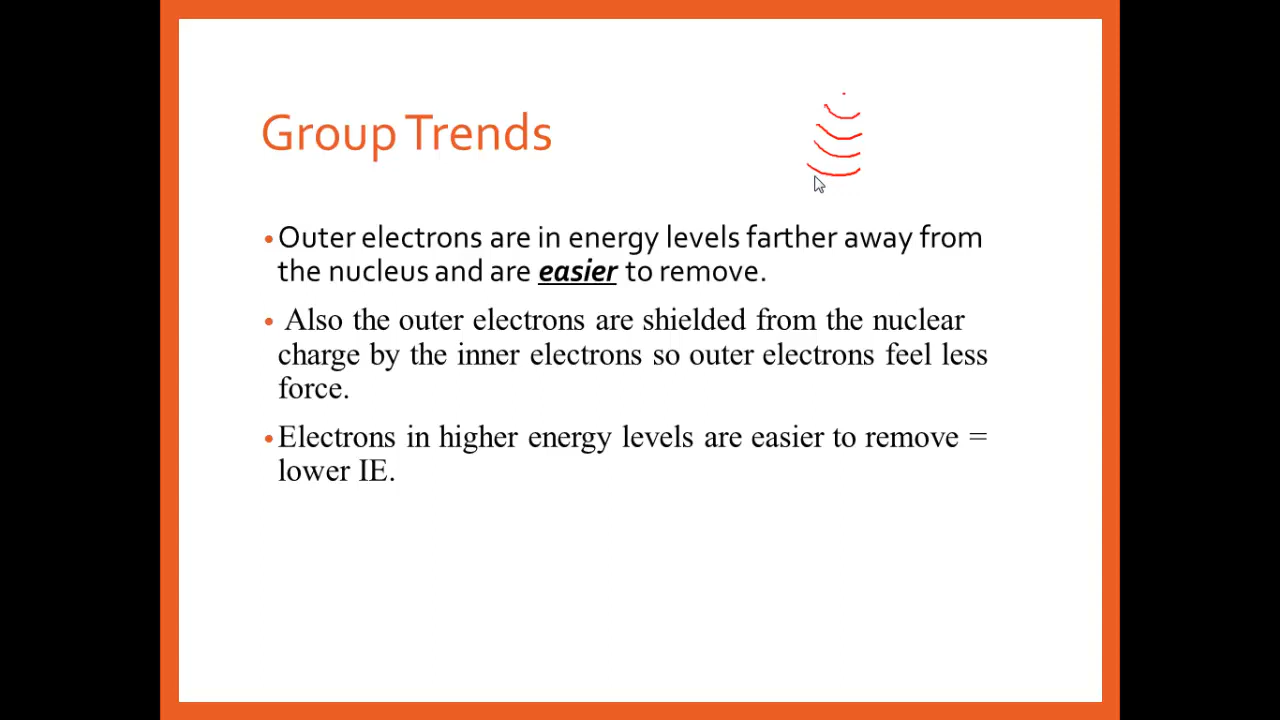 Group Trends
•Outer electrons are in energy levels farther away from
the nucleus and are easier to remove.
• Also the outer electrons are shielded from the nuclear
charge by the inner electrons so outer electrons feel less
force.
•Electrons in higher energy levels are easier to remove =
lower IE.